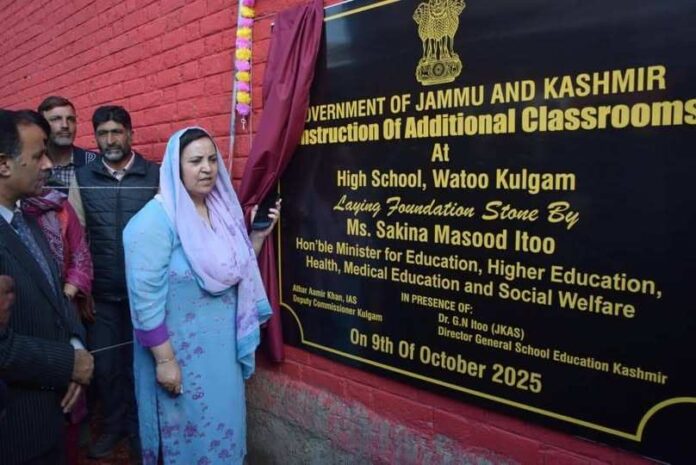 OVERNMENT OF JAMMU AND KASHMIR
nstruction Of Additional Classrooms
At
High School, Watoo Kulgam
Laying Foundation Stone By
Ms. Sakina Masood Itoo
Hon'ble Minister for Education, Higher Education,
Health, Medical Education and Social Welfare
Athar Aamir Khan, IAS
Deputy Commissioner Kulgam
IN PRESENCE OF:
Dr. G.N Itoo (JKAS)
Director General School Education Kashmir
On 9th Of October 2025